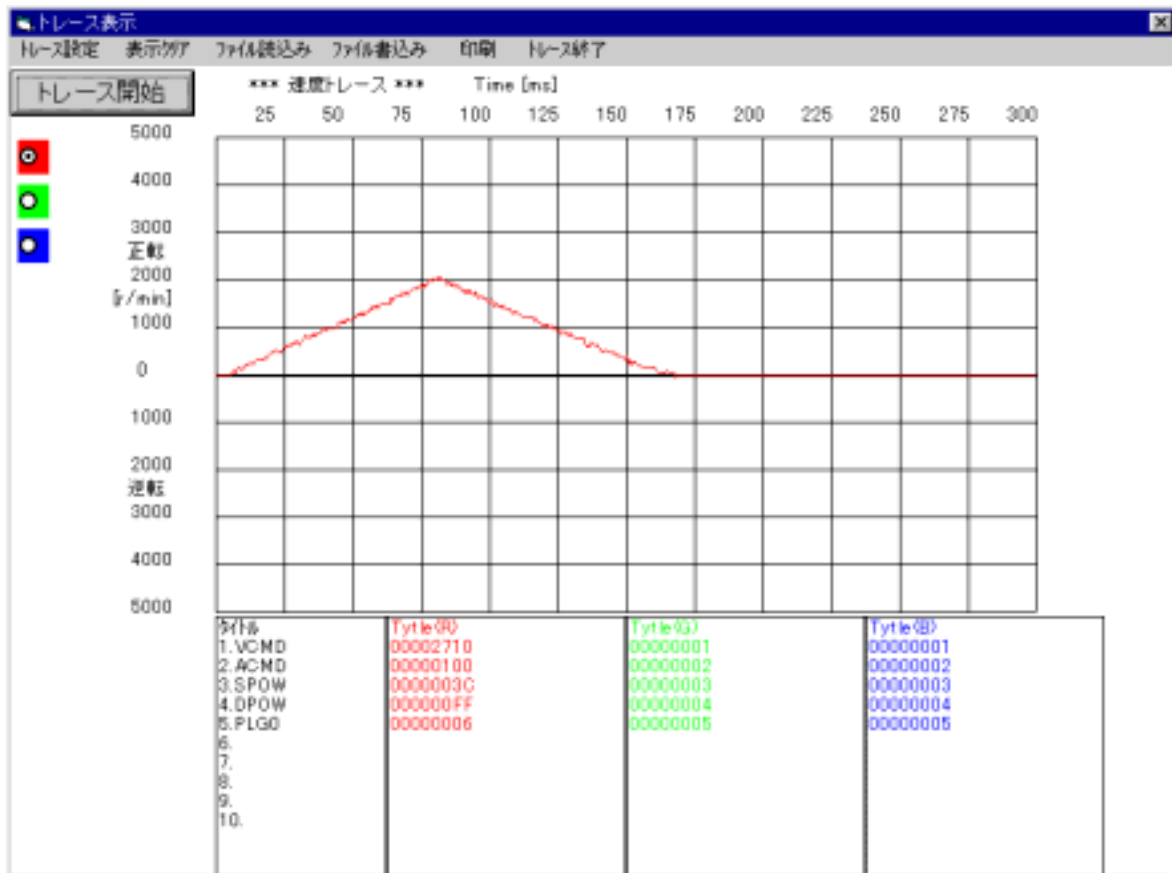 トレース表示
トレース設定 表示クリア ファイル読込み ファイル書込み 印刷 トレース終了
トレース開始
*** 速度トレース *** Time [ms]
25 50 75 100 125 150 175 200 225 250 275 300
5000
4000
3000
正転
2000
[r/min]
1000
0
1000
2000
逆転
3000
4000
5000
タイトル Tytle(R) Tytle(G) Tytle(B)
1.VCMD 00002710 00000001 00000001
2.ACMD 00000100 00000002 00000002
3.SPOW 0000003C 00000003 00000003
4.DPOW 000000FF 00000004 00000004
5.PLG0 00000006 00000005 00000005
6.
7.
8.
9.
10.